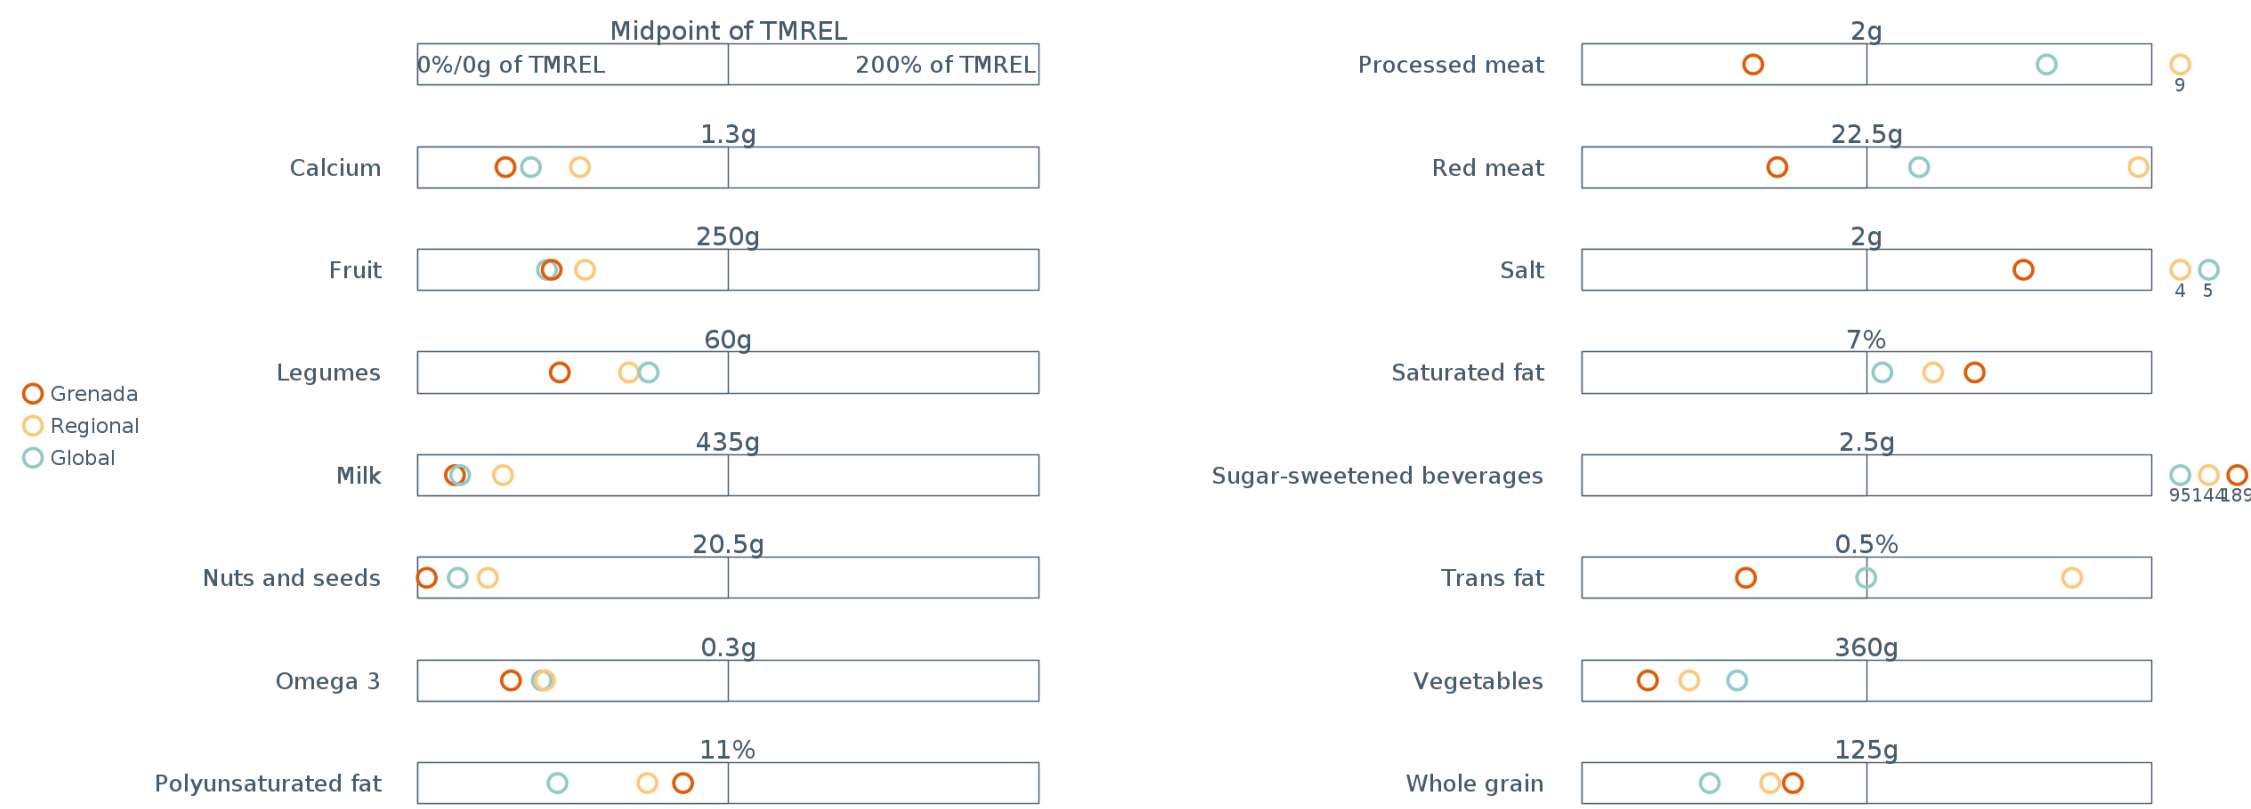 Midpoint of TMREL
0%/0g of TMREL 200% of TMREL
1.3g
Calcium
250g
Fruit
60g
Legumes
435g
Milk
20.5g
Nuts and seeds
0.3g
Omega 3
11%
Polyunsaturated fat
Grenada
Regional
Global
2g
Processed meat
9
22.5g
Red meat
2g
Salt
4 5
7%
Saturated fat
2.5g
Sugar-sweetened beverages
95 144 189
0.5%
Trans fat
360g
Vegetables
125g
Whole grain